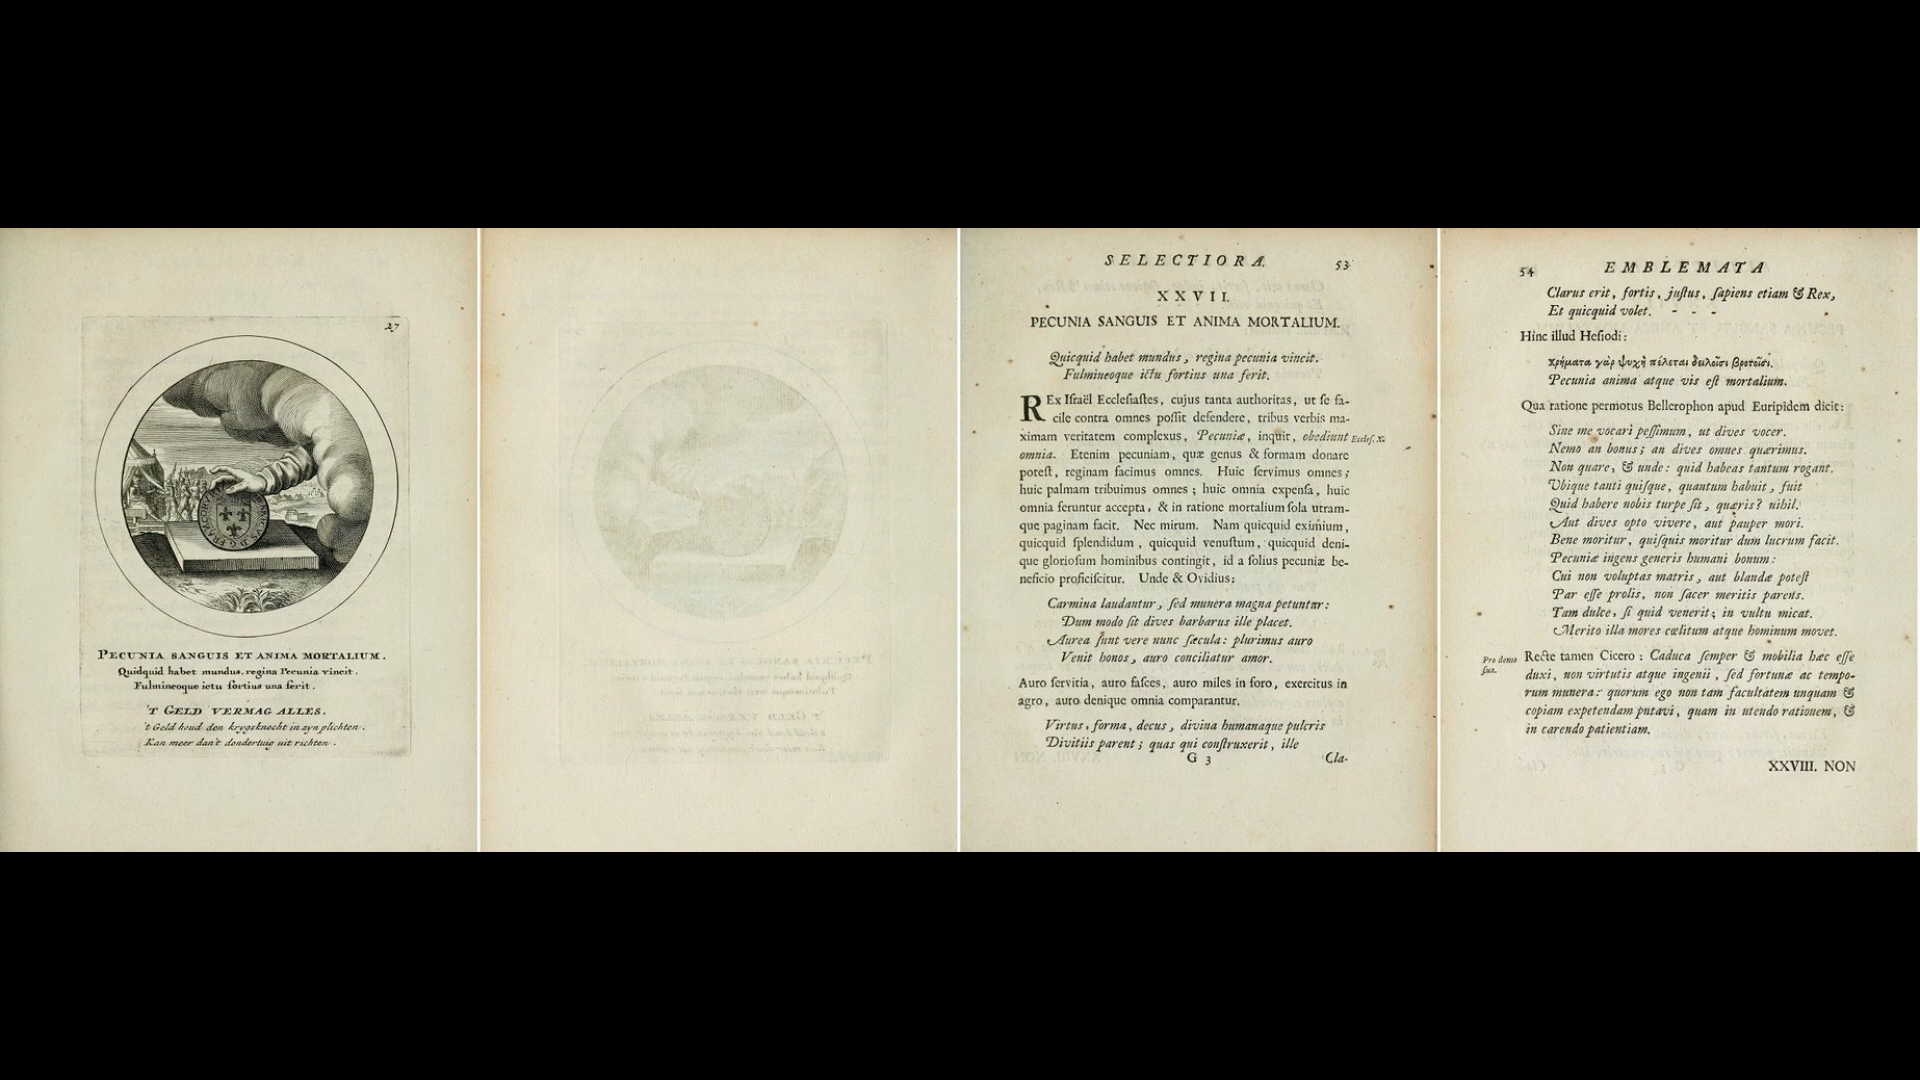 27
FRANCORV
PECUNIA SANGUIS ET ANIMA MORTALIUM.
Quidquid habet mundus, regina Pecunia vincit.
Fulmineoque ictu fortius una ferit.
'T GELD VERMAG ALLES.
't Geld houd den krygsknecht in zyn plichten,
Kan meer dan't dondertuig uit richten.
SELECTIORA. 53
XXVII.
PECUNIA SANGUIS ET ANIMA MORTALIUM.
Quicquid habet mundus, regina pecunia vincit.
Fulmineoque ictu fortius una ferit.
REx Israël Ecclesiastes, cujus tanta authoritas, ut se fa-
cile contra omnes possit defendere, tribus verbis ma-
ximam veritatem complexus, Pecuniæ, inquit, obediunt Eccles. X.
omnia. Etenim pecuniam, quæ genus & formam donare
potest, reginam facimus omnes. Huic servimus omnes;
huic palmam tribuimus omnes; huic omnia expensa, huic
omnia feruntur accepta, & in ratione mortalium sola utram-
que paginam facit. Nec mirum. Nam quicquid eximium,
quicquid splendidum, quicquid venustum, quicquid deni-
que gloriosum hominibus contingit, id a solius pecuniæ be-
neficio proficiscitur. Unde & Ovidius:
Carmina laudantur, sed munera magna petuntur:
Dum modo sit dives barbarus ille placet.
Aurea sunt vere nunc sæcula: plurimus auro
Venit honos, auro conciliatur amor.
Auro servitia, auro fasces, auro miles in foro, exercitus in
agro, auro denique omnia comparantur.
Virtus, forma, decus, divina humanaque pulcris
Divitiis parent; quas qui construxerit, ille
G 3 Cla-
54 EMBLEMATA
Clarus erit, fortis, justus, sapiens etiam & Rex,
Et quicquid volet. - - -
Hinc illud Hesiodi:
χρήματα γὰρ ψυχὴ πέλεται δειλοῖσι βροτοῖσι.
Pecunia anima atque vis est mortalium.
Qua ratione permotus Bellerophon apud Euripidem dicit:
Sine me vocari pessimum, ut dives vocer.
Nemo an bonus; an dives omnes quærimus.
Non quare, & unde: quid habeas tantum rogant.
Ubique tanti quisque, quantum habuit, fuit
Quid habere nobis turpe sit, quæris? nihil.
Aut dives opto vivere, aut pauper mori.
Bene moritur, quisquis moritur dum lucrum facit.
Pecuniæ ingens generis humani bonum:
Cui non voluptas matris, aut blandæ potest
Par esse prolis, non sacer meritis parens.
Tam dulce, si quid venerit; in vultu micat.
Merito illa mores cœlitum atque hominum movet.
Pro domo Recte tamen Cicero: Caduca semper & mobilia hæc esse
sua. duxi, non virtutis atque ingenii, sed fortunæ ac tempo-
rum munera: quorum ego non tam facultatem unquam &
copiam expetendam putavi, quam in utendo rationem, &
in carendo patientiam.
XXVIII. NON